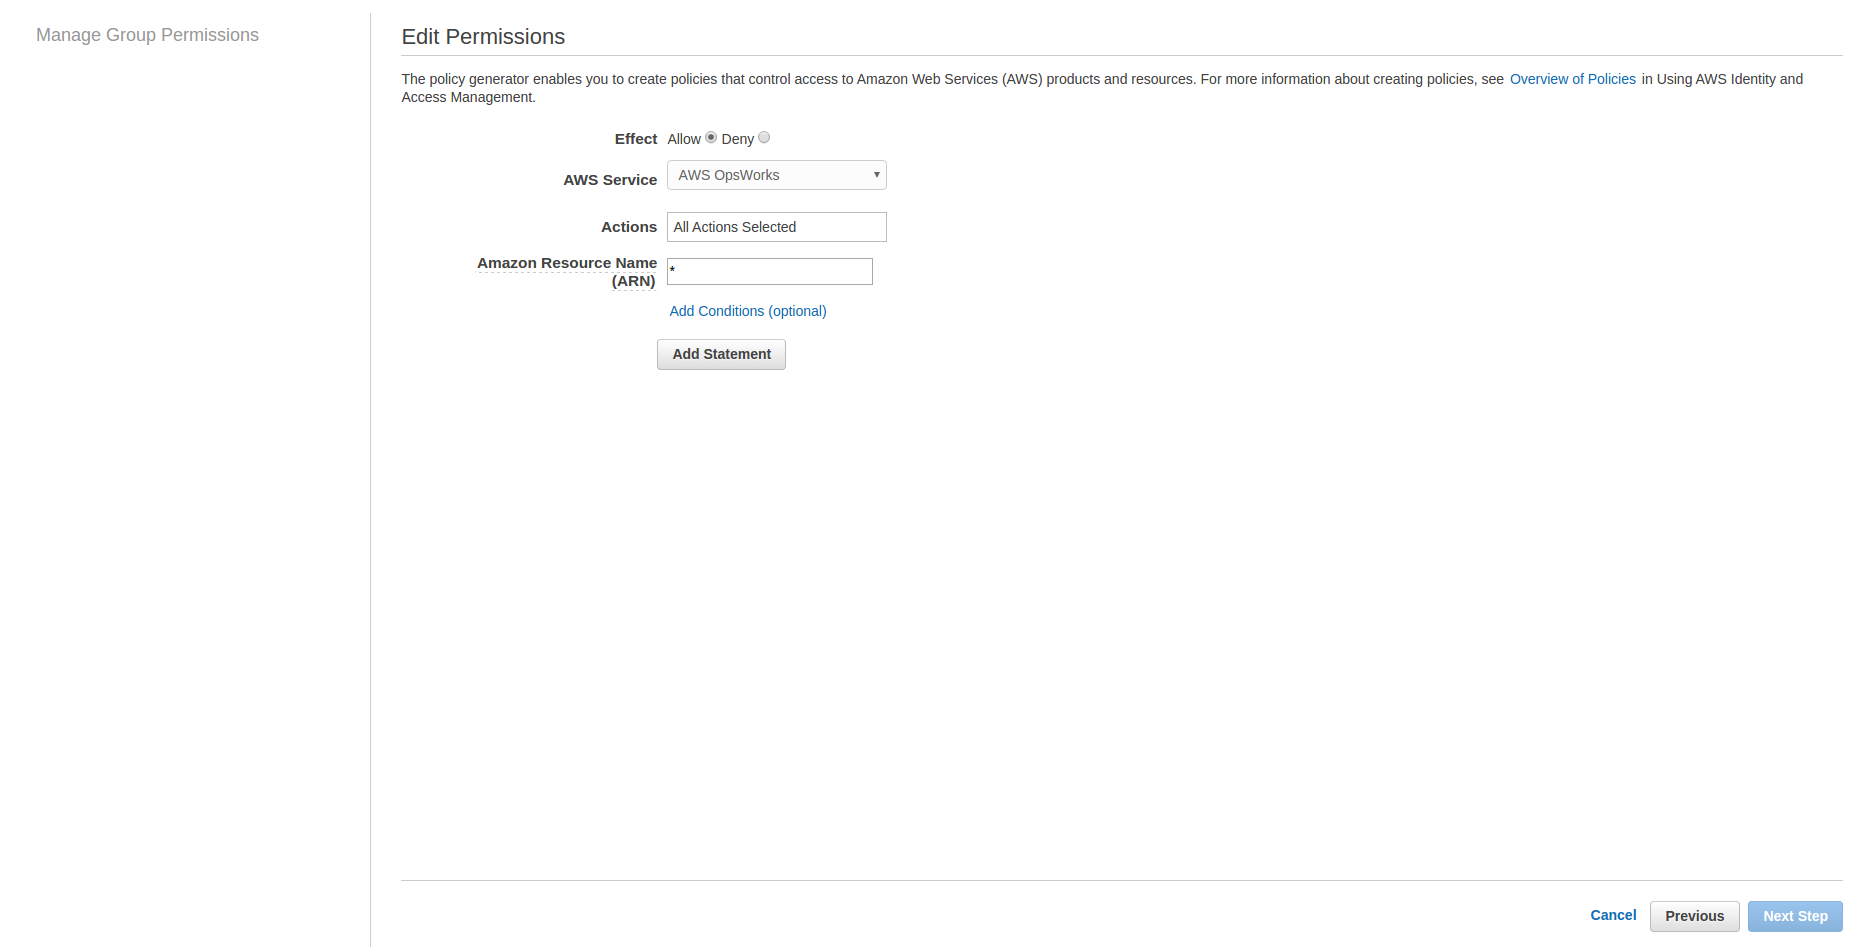 Manage Group Permissions
Edit Permissions
The policy generator enables you to create policies that control access to Amazon Web Services (AWS) products and resources. For more information about creating policies, see Overview of Policies in Using AWS Identity and
Access Management.
Effect Allow Deny
AWS Service AWS OpsWorks
Actions All Actions Selected
Amazon Resource Name
(ARN) *
Add Conditions (optional)
Add Statement
Cancel Previous Next Step